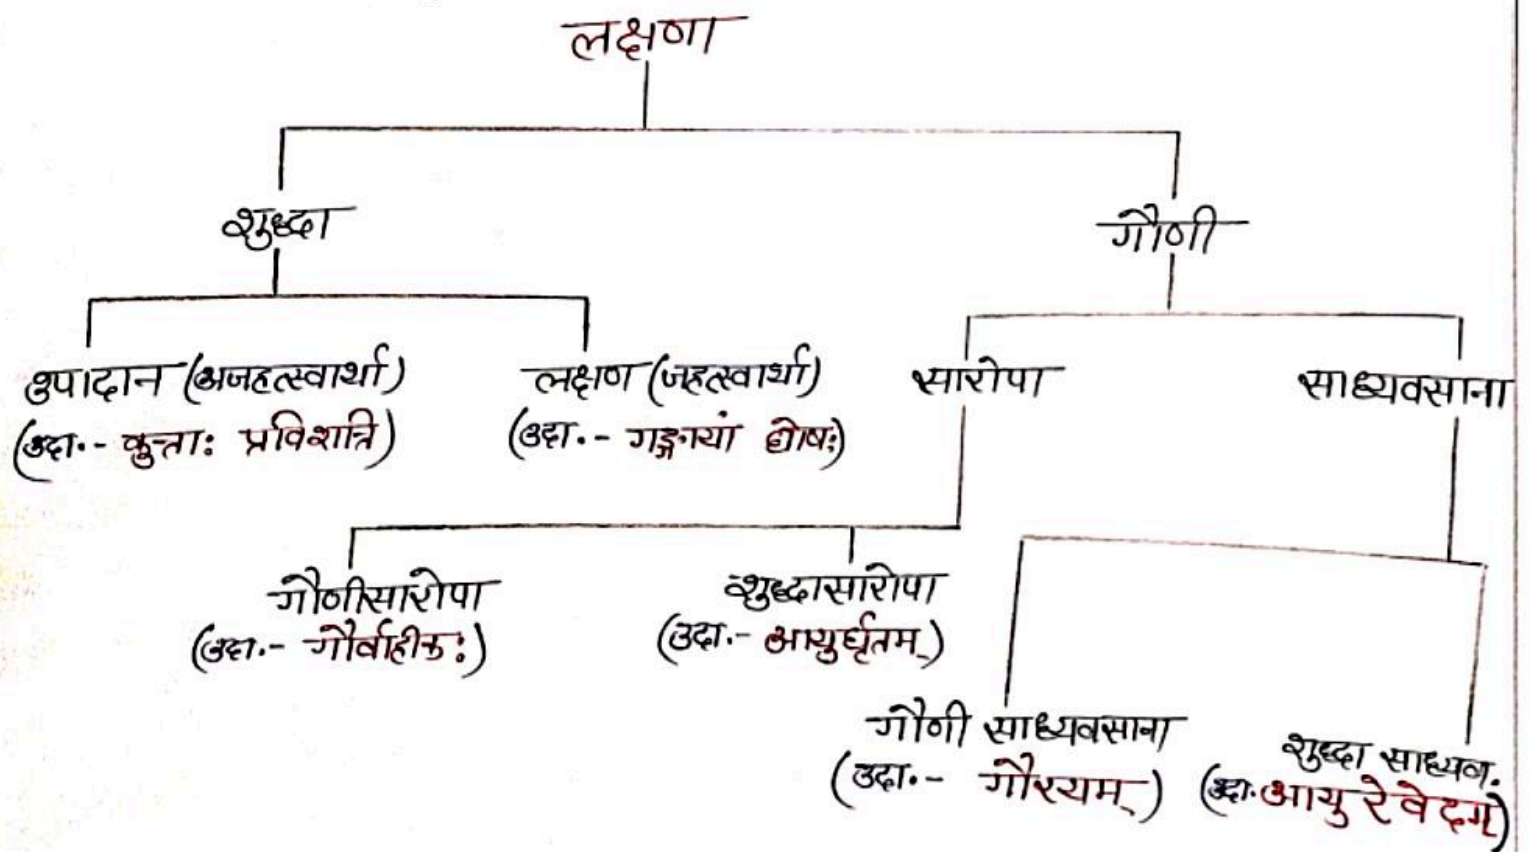 लक्षणा
शुध्दा
गौणी
उपादान (अजहत्स्वार्था)
(उदा.- कुन्ताः प्रविशन्ति)
लक्षण (जहत्स्वार्था)
(उदा.- गङ्गायां घोषः)
सारोपा
साध्यवसाना
गौणीसारोपा
(उदा.- गौर्वाहीकः)
शुध्दासारोपा
(उदा.- आयुर्घृतम्)
गौणी साध्यवसाना
(उदा.- गौरयम्)
शुध्दा साध्यव.
(उदा. आयु रे वे दम्)